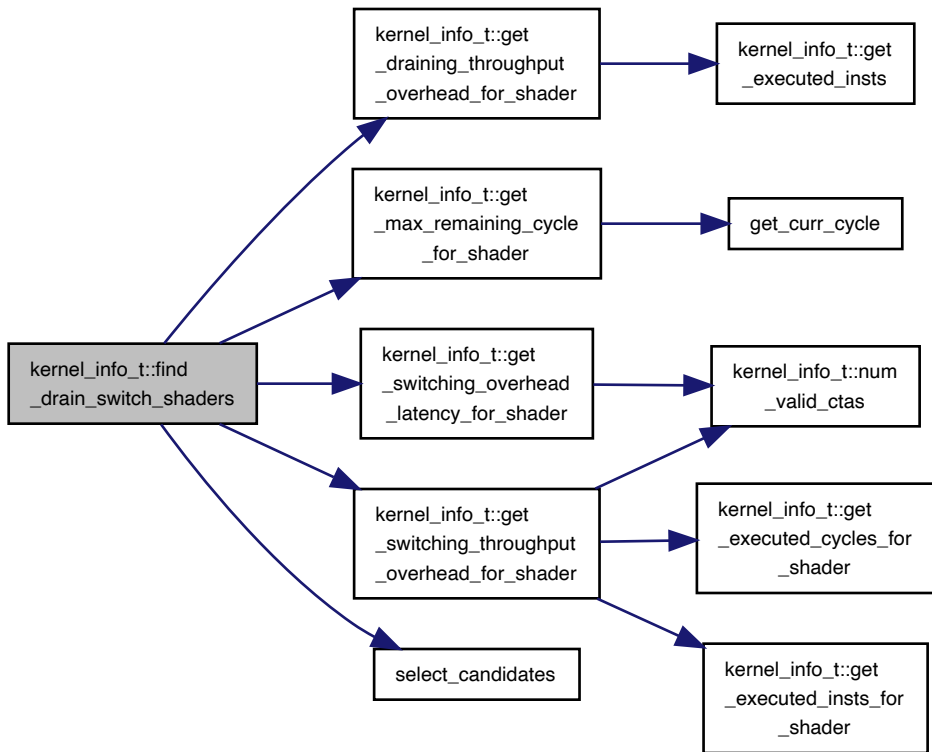 kernel_info_t::get
_draining_throughput
_overhead_for_shader
kernel_info_t::get
_executed_insts
kernel_info_t::get
_max_remaining_cycle
_for_shader
get_curr_cycle
kernel_info_t::find
_drain_switch_shaders
kernel_info_t::get
_switching_overhead
_latency_for_shader
kernel_info_t::num
_valid_ctas
kernel_info_t::get
_switching_throughput
_overhead_for_shader
kernel_info_t::get
_executed_cycles_for
_shader
select_candidates
kernel_info_t::get
_executed_insts_for
_shader